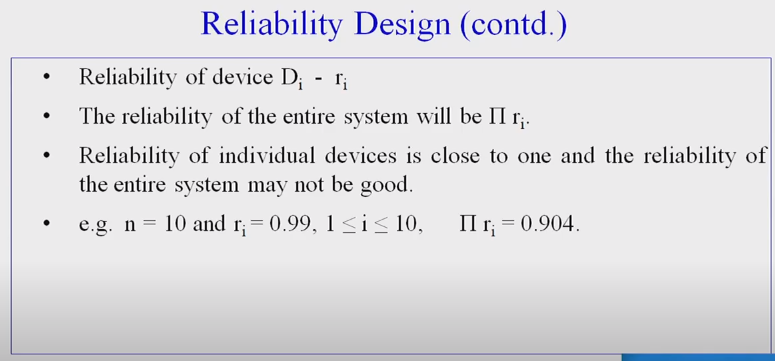 Reliability Design (contd.)
• Reliability of device Dᵢ - rᵢ
• The reliability of the entire system will be Π rᵢ.
• Reliability of individual devices is close to one and the reliability of
the entire system may not be good.
• e.g. n = 10 and rᵢ = 0.99, 1 ≤ i ≤ 10, Π rᵢ = 0.904.